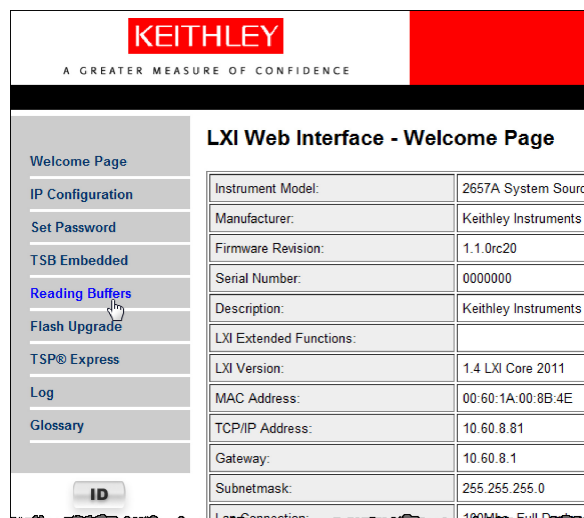 KEITHLEY
A GREATER MEASURE OF CONFIDENCE
LXI Web Interface - Welcome Page
Welcome Page
IP Configuration
Set Password
TSB Embedded
Reading Buffers
Flash Upgrade
TSP® Express
Log
Glossary
ID
Instrument Model: 2657A System Sour
Manufacturer: Keithley Instruments
Firmware Revision: 1.1.0rc20
Serial Number: 0000000
Description: Keithley Instruments
LXI Extended Functions:
LXI Version: 1.4 LXI Core 2011
MAC Address: 00:60:1A:00:8B:4E
TCP/IP Address: 10.60.8.81
Gateway: 10.60.8.1
Subnetmask: 255.255.255.0